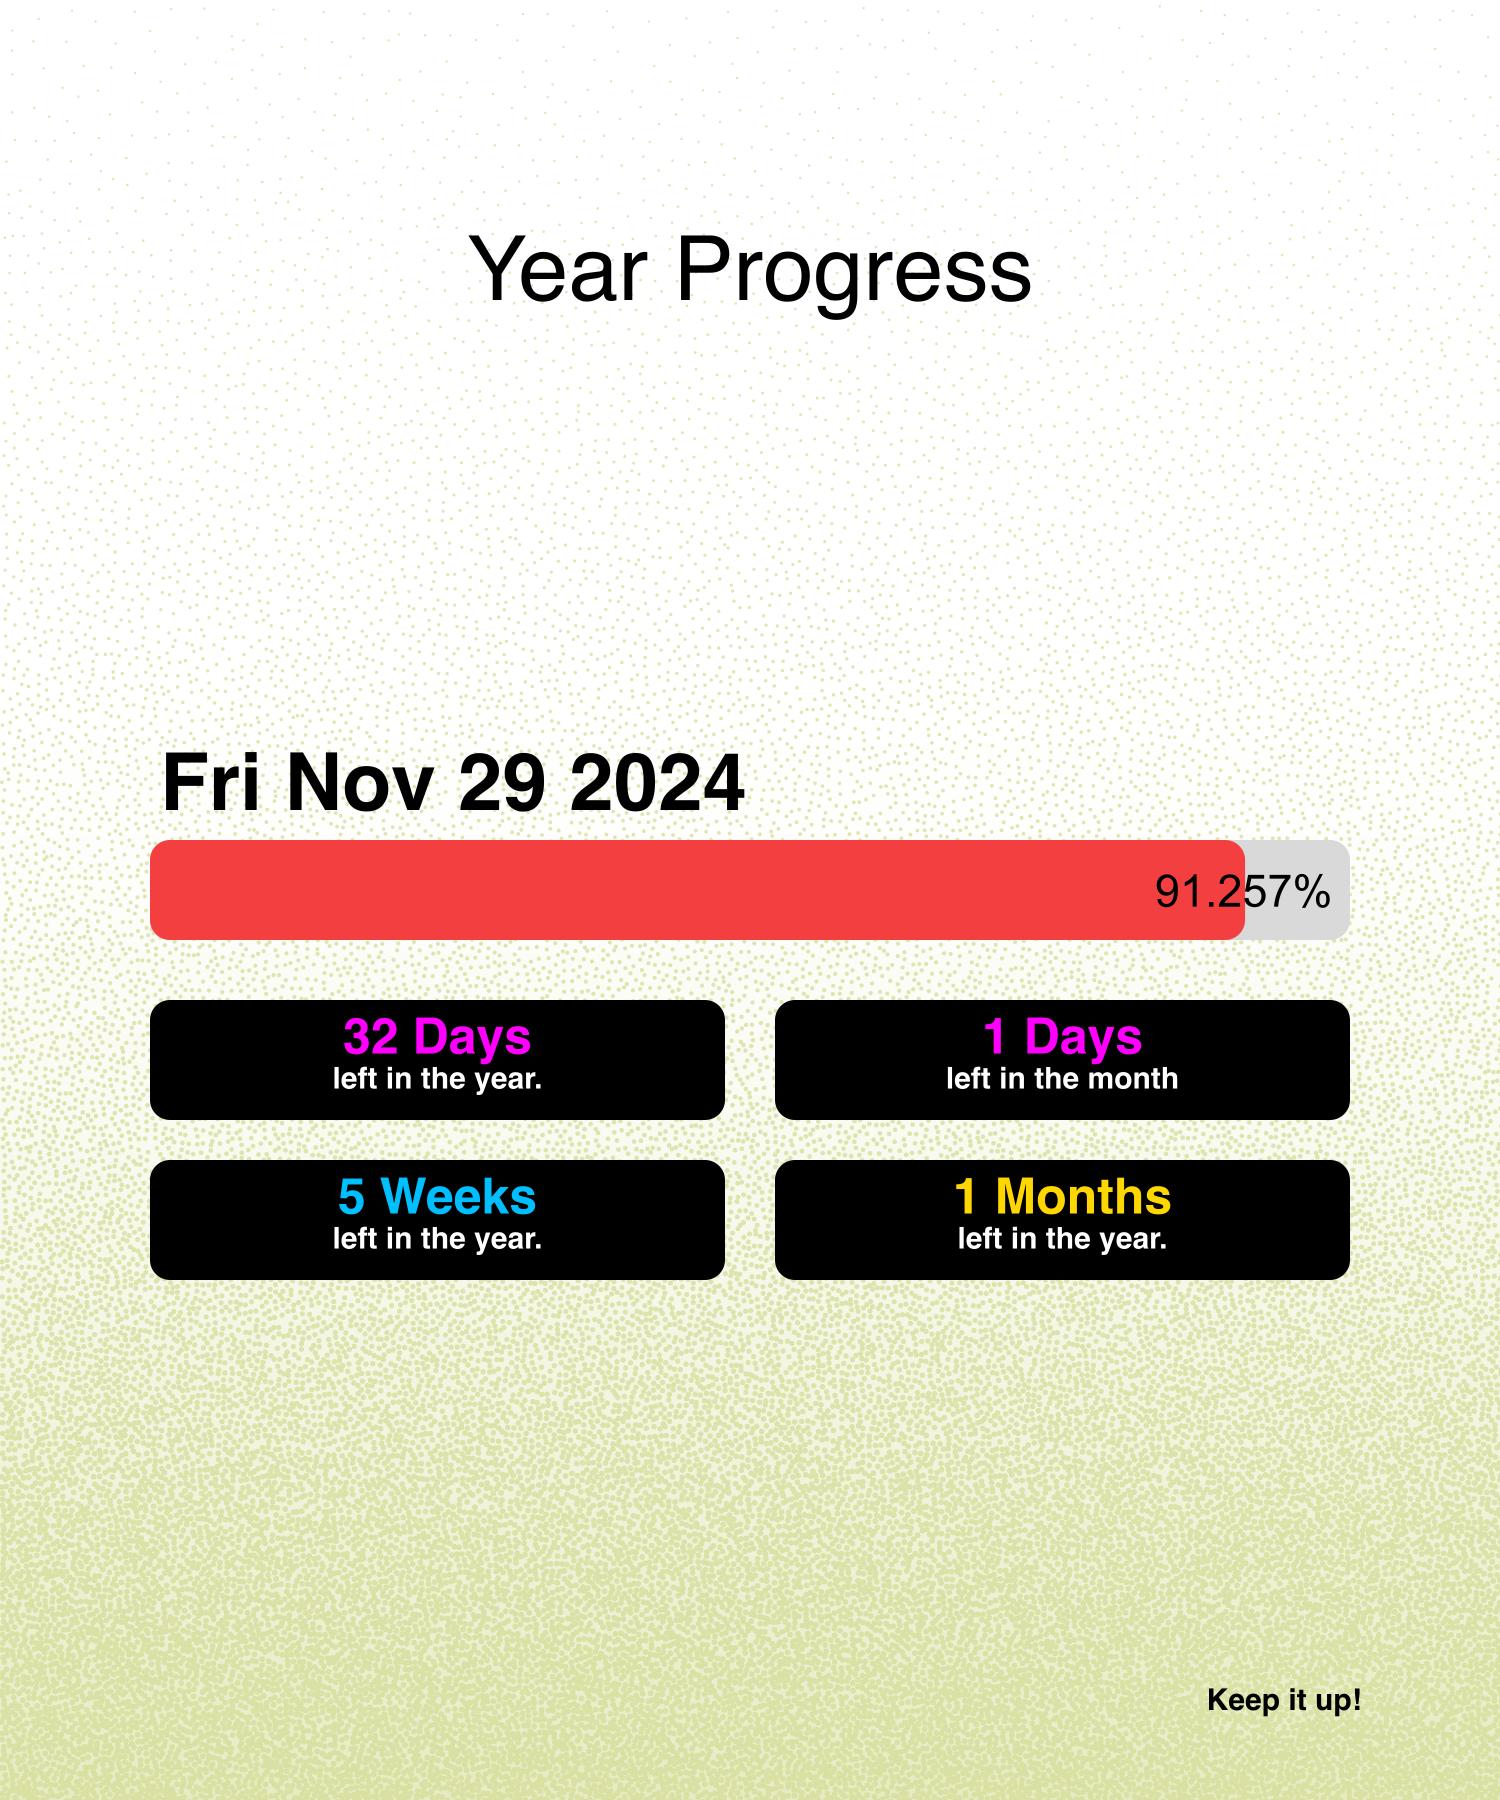 Year Progress
Fri Nov 29 2024
91.257%
32 Days
left in the year.
1 Days
left in the month
5 Weeks
left in the year.
1 Months
left in the year.
Keep it up!